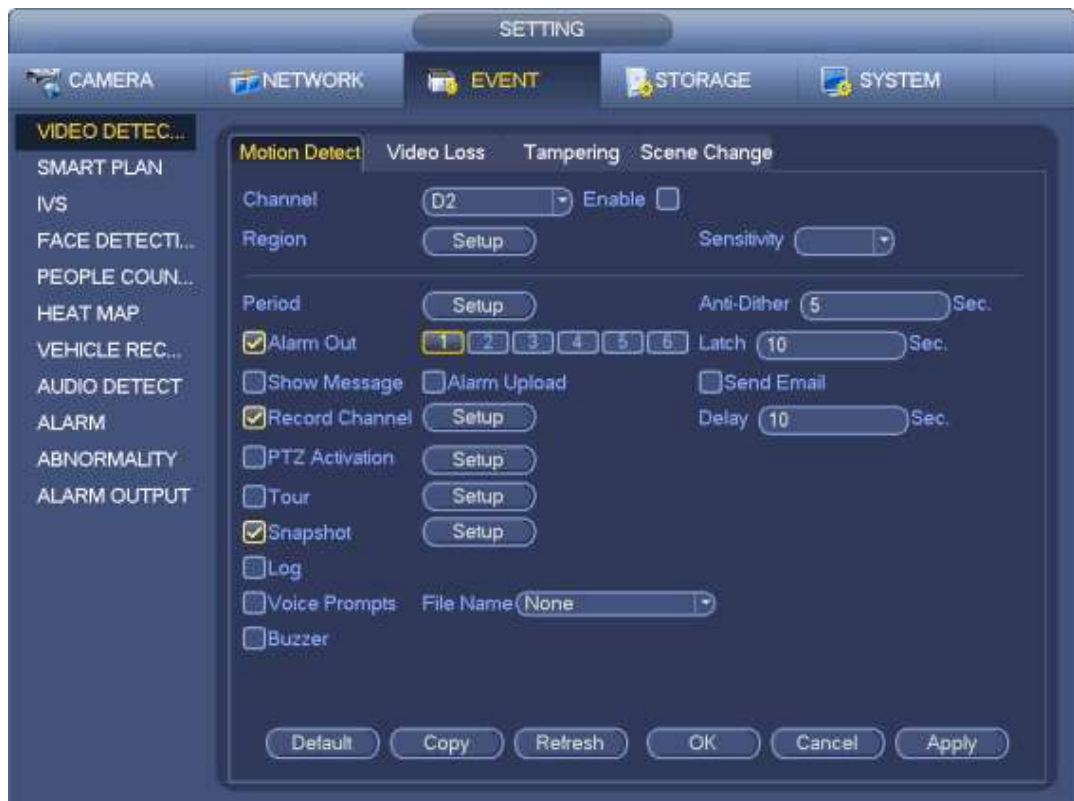 SETTING
CAMERA NETWORK EVENT STORAGE SYSTEM
VIDEO DETEC...
SMART PLAN
IVS
FACE DETECTI...
PEOPLE COUN...
HEAT MAP
VEHICLE REC...
AUDIO DETECT
ALARM
ABNORMALITY
ALARM OUTPUT
Motion Detect Video Loss Tampering Scene Change
Channel D2 Enable
Region Setup Sensitivity
Period Setup Anti-Dither 5 Sec.
Alarm Out 1 2 3 4 5 6 Latch 10 Sec.
Show Message Alarm Upload Send Email
Record Channel Setup Delay 10 Sec.
PTZ Activation Setup
Tour Setup
Snapshot Setup
Log
Voice Prompts File Name None
Buzzer
Default Copy Refresh OK Cancel Apply